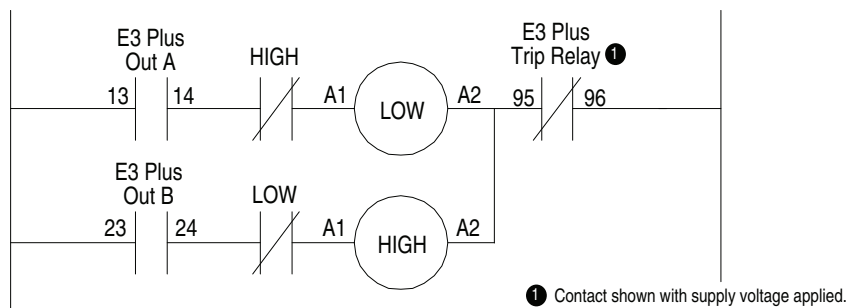 E3 Plus
Out A
HIGH
E3 Plus
Trip Relay ❶
13
14
A1
LOW
A2
95
96
E3 Plus
Out B
LOW
23
24
A1
HIGH
A2
❶ Contact shown with supply voltage applied.